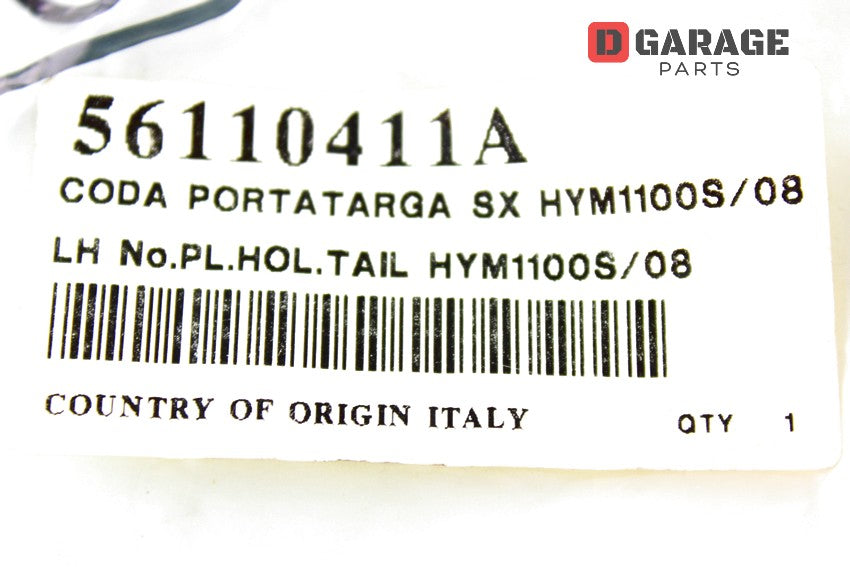 D GARAGE
PARTS
56110411A
CODA PORTATARGA SX HYM1100S/08
LH No.PL.HOL.TAIL HYM1100S/08
COUNTRY OF ORIGIN ITALY QTY 1